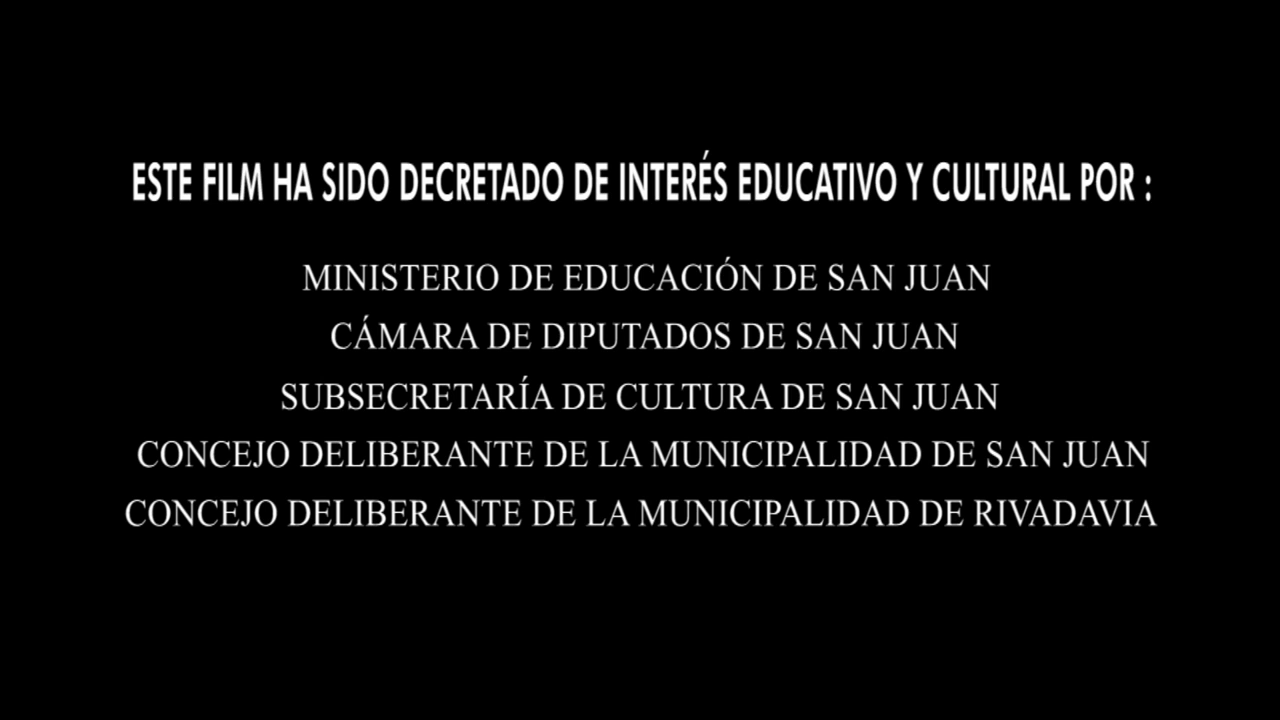 ESTE FILM HA SIDO DECRETADO DE INTERÉS EDUCATIVO Y CULTURAL POR :
MINISTERIO DE EDUCACIÓN DE SAN JUAN
CÁMARA DE DIPUTADOS DE SAN JUAN
SUBSECRETARÍA DE CULTURA DE SAN JUAN
CONCEJO DELIBERANTE DE LA MUNICIPALIDAD DE SAN JUAN
CONCEJO DELIBERANTE DE LA MUNICIPALIDAD DE RIVADAVIA